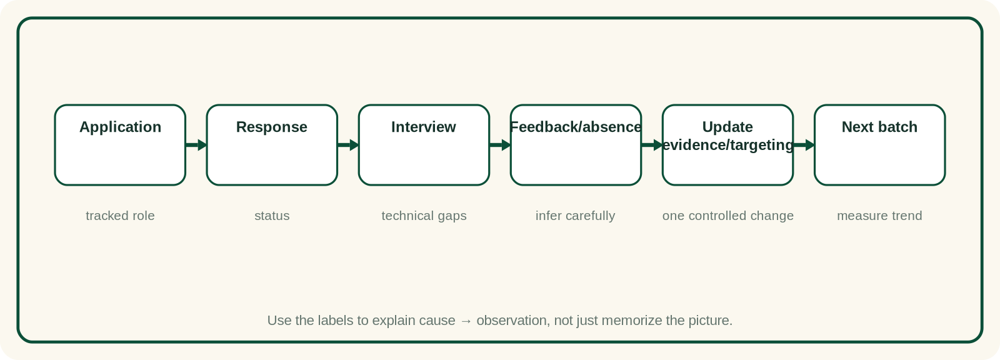 Application
Response
Interview
Feedback/absence
Update
evidence/targeting
Next batch
tracked role
status
technical gaps
infer carefully
one controlled change
measure trend
Use the labels to explain cause → observation, not just memorize the picture.